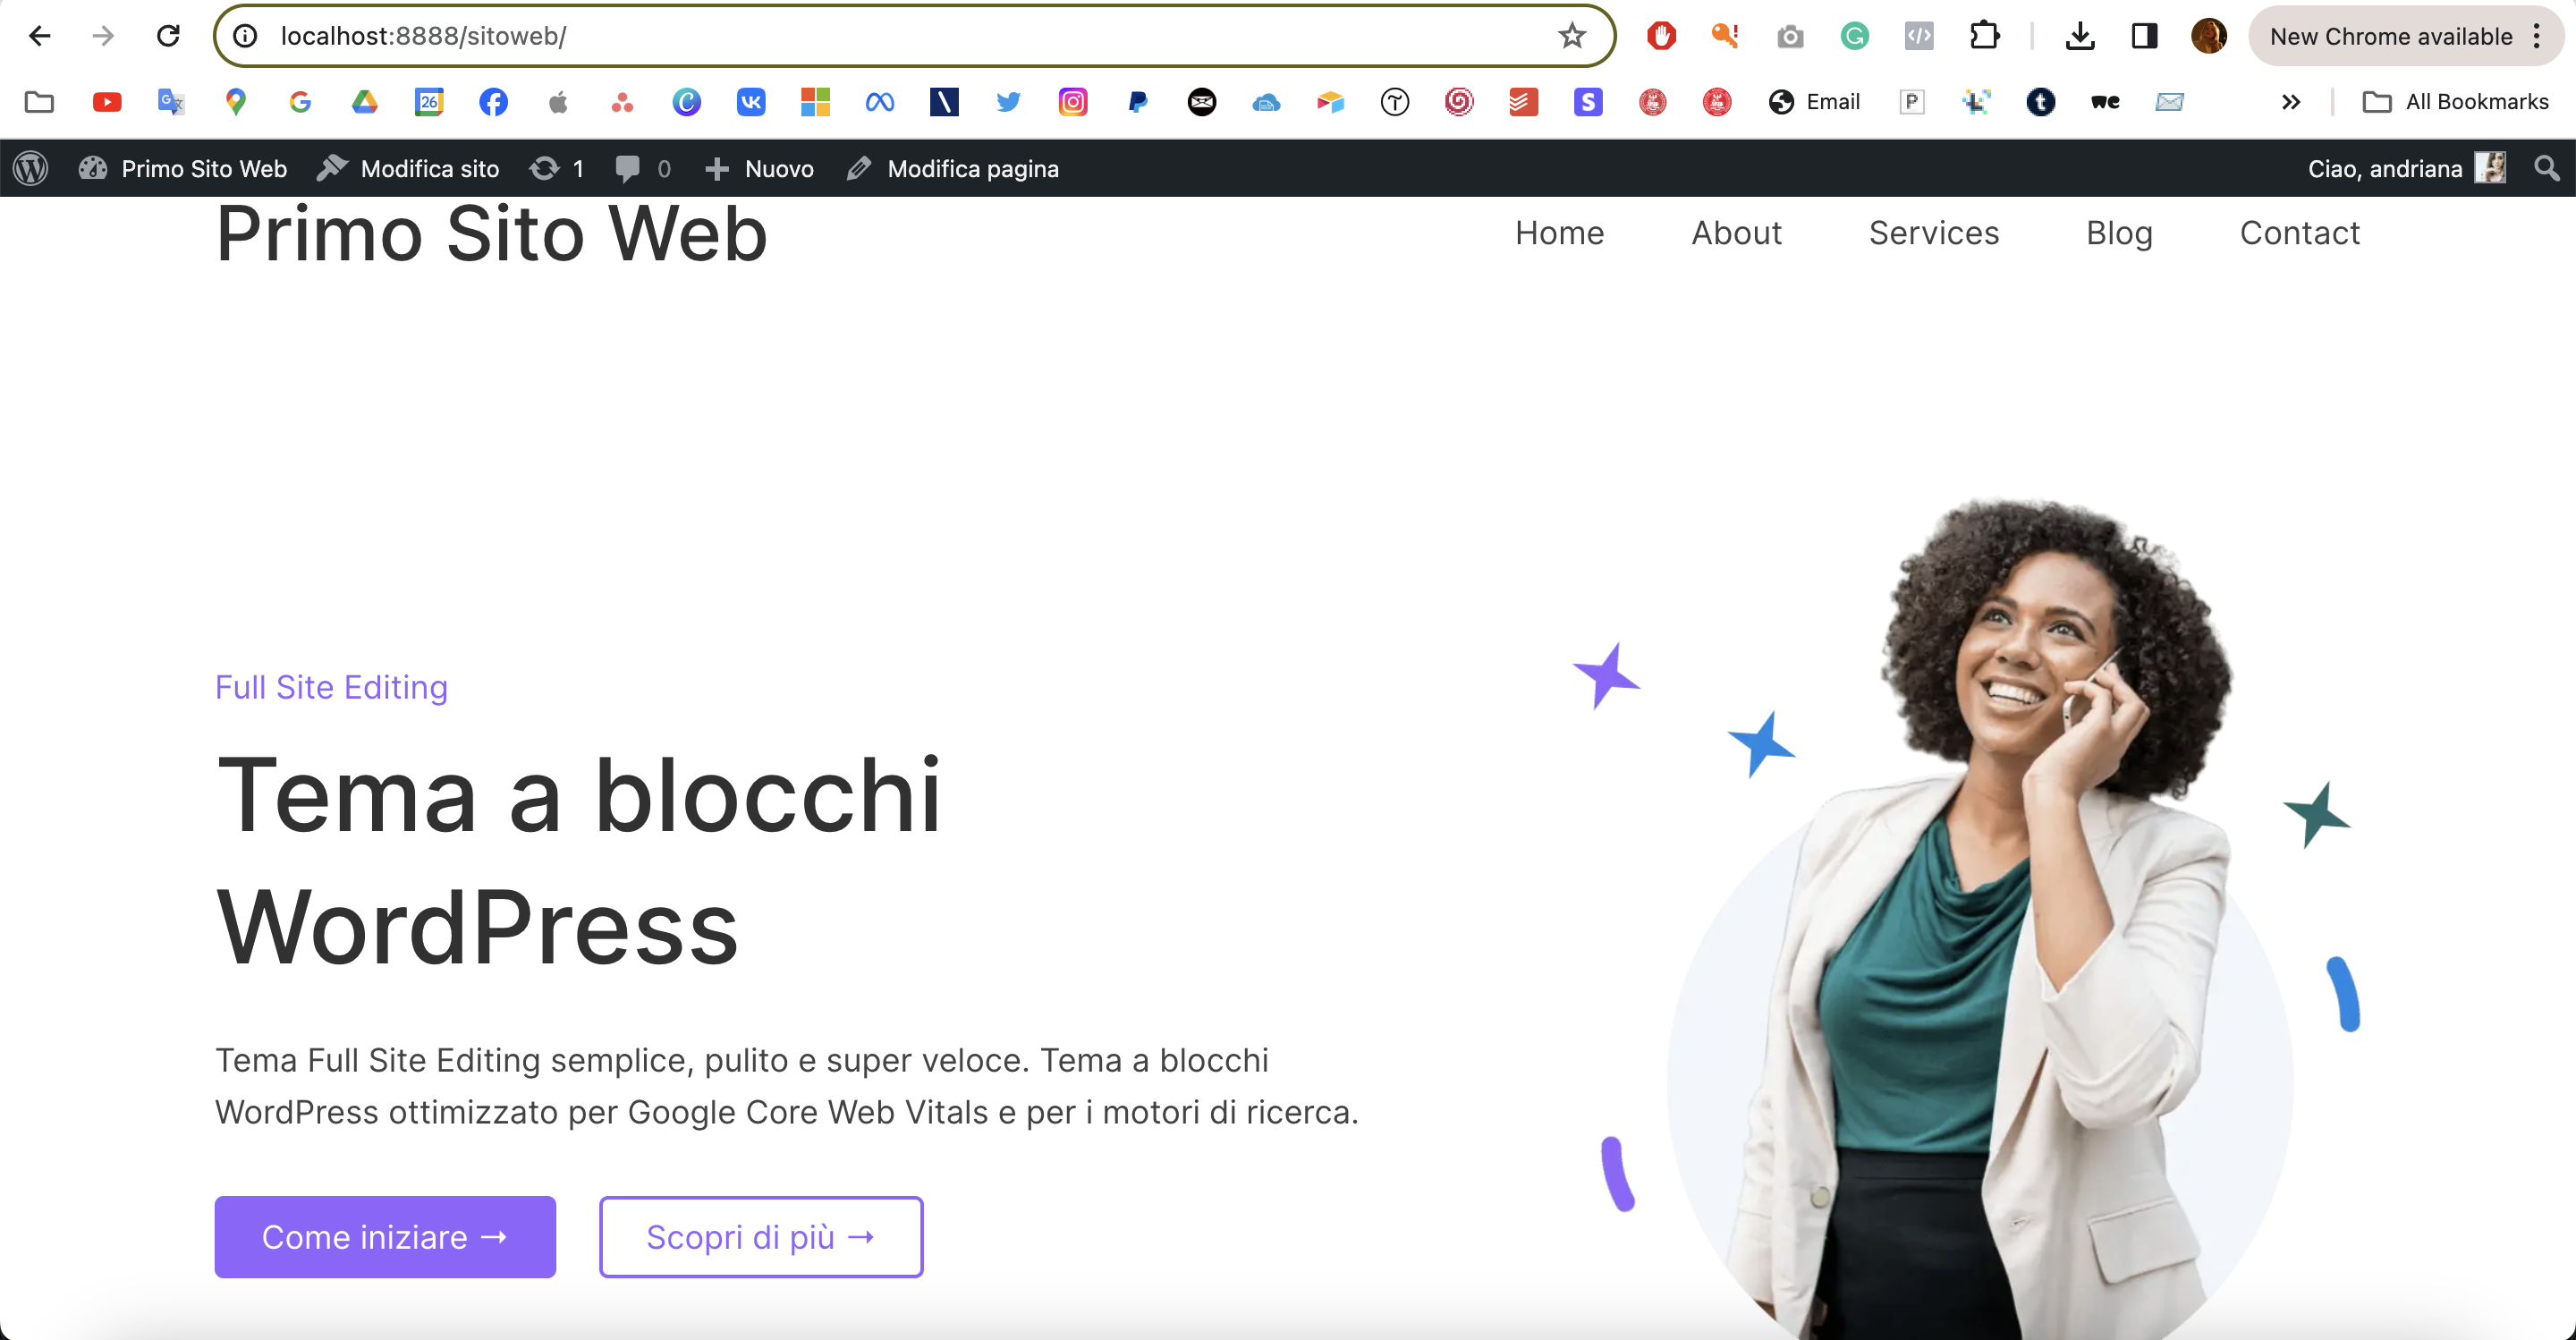 localhost:8888/sitoweb/
New Chrome available
26
Email
All Bookmarks
Primo Sito Web
Modifica sito
1
0
Nuovo
Modifica pagina
Ciao, andriana
Primo Sito Web
Home
About
Services
Blog
Contact
Full Site Editing
Tema a blocchi
WordPress
Tema Full Site Editing semplice, pulito e super veloce. Tema a blocchi
WordPress ottimizzato per Google Core Web Vitals e per i motori di ricerca.
Come iniziare →
Scopri di più →